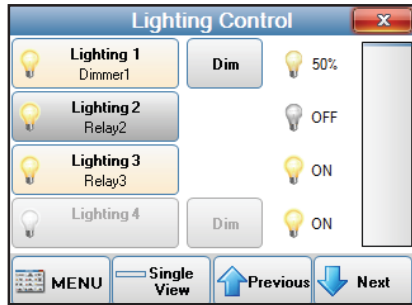 Lighting Control
x
Lighting 1
Dimmer1
Dim
50%
Lighting 2
Relay2
OFF
Lighting 3
Relay3
ON
Lighting 4
Dim
ON
MENU
Single
View
Previous
Next